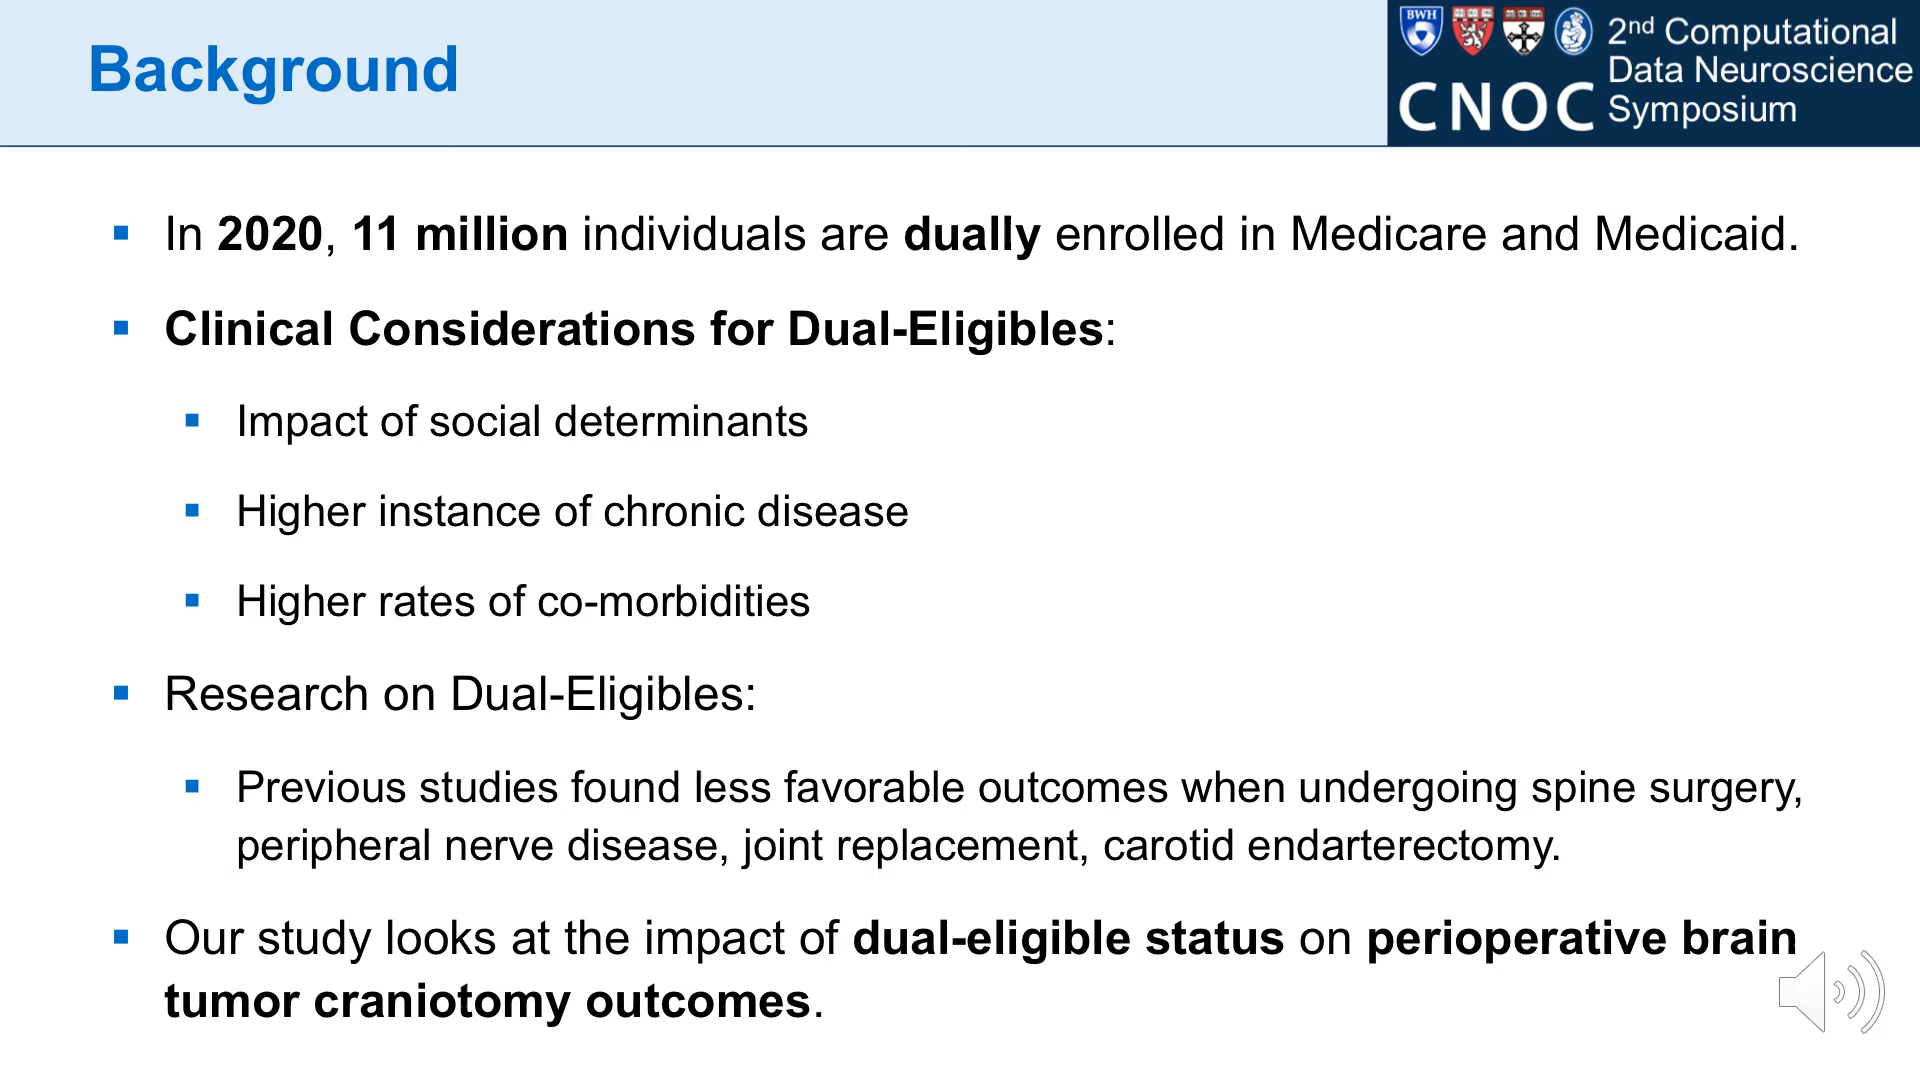 Background
BWH
CNOC
2nd Computational
Data Neuroscience
Symposium
In 2020, 11 million individuals are dually enrolled in Medicare and Medicaid.
Clinical Considerations for Dual-Eligibles:
Impact of social determinants
Higher instance of chronic disease
Higher rates of co-morbidities
Research on Dual-Eligibles:
Previous studies found less favorable outcomes when undergoing spine surgery,
peripheral nerve disease, joint replacement, carotid endarterectomy.
Our study looks at the impact of dual-eligible status on perioperative brain
tumor craniotomy outcomes.